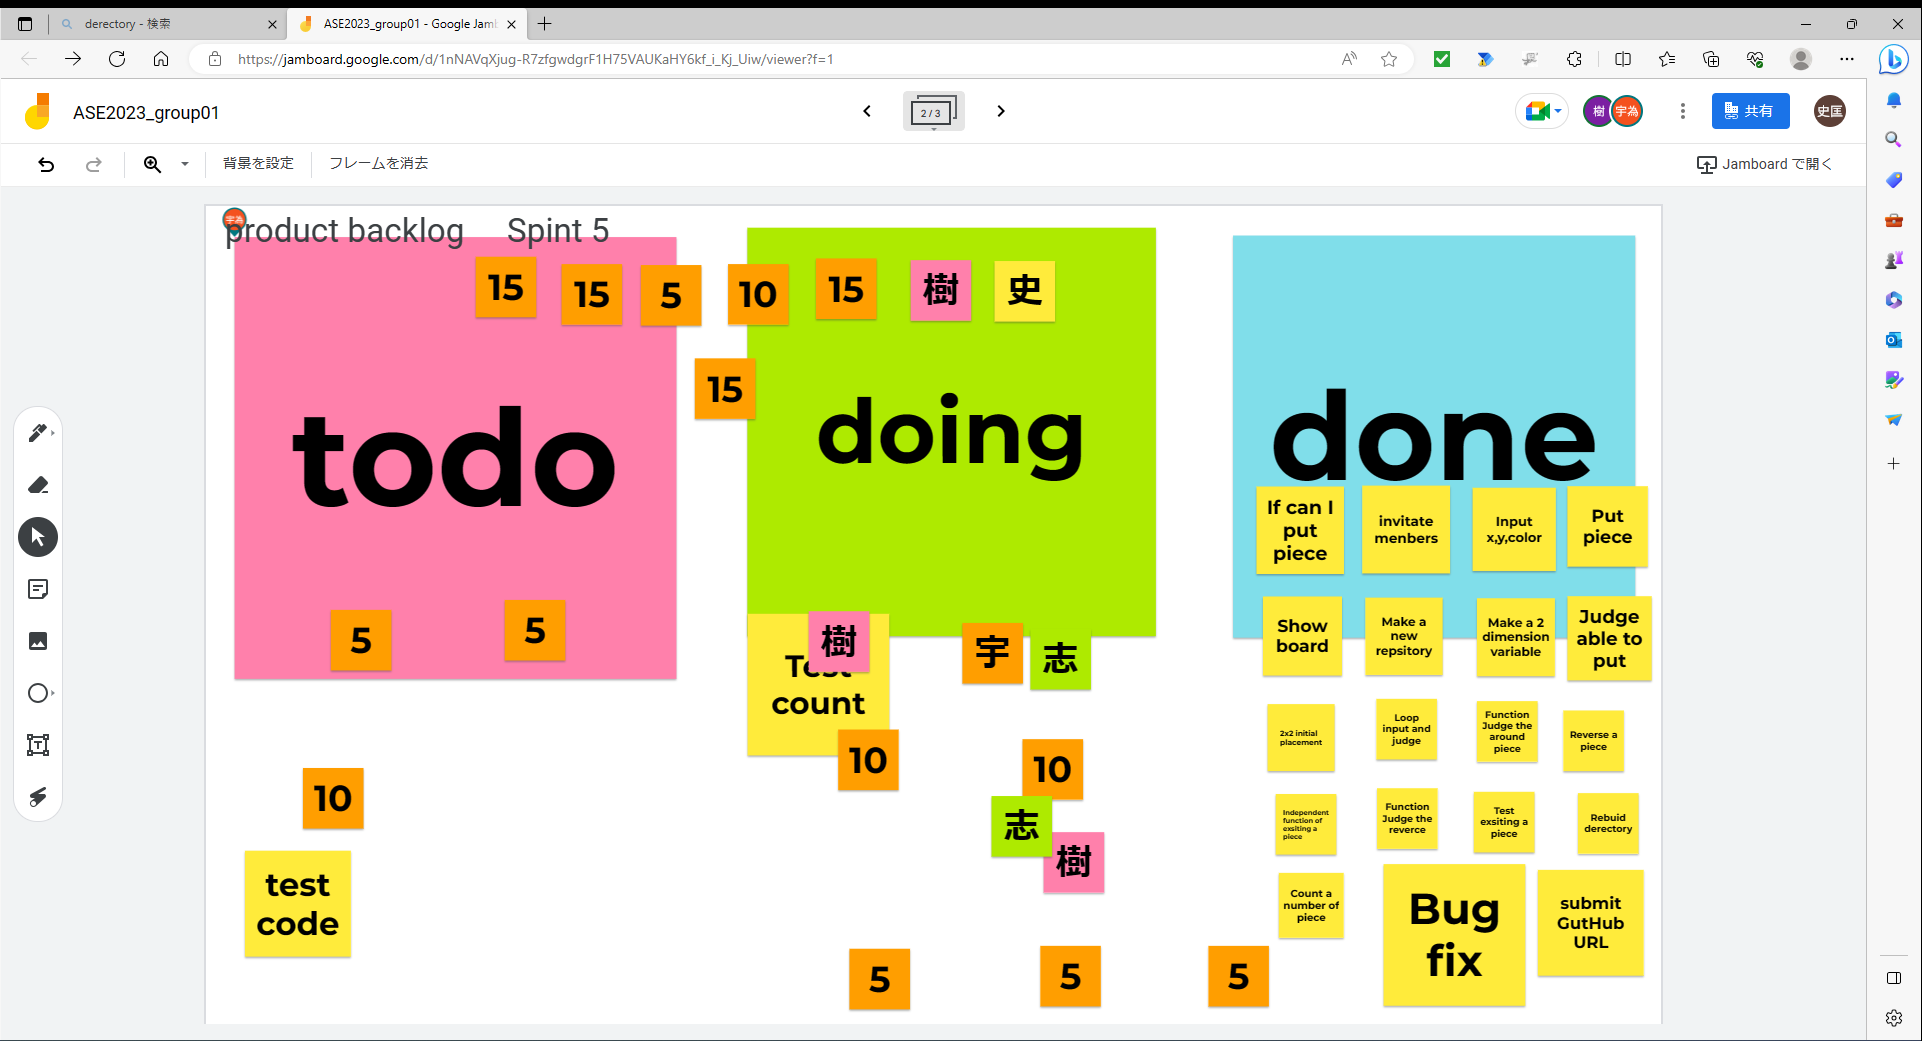 derectory - 検索
ASE2023_group01 - Google Jamb
https://jamboard.google.com/d/1nNAVqXjug-R7zfgwdgrF1H75VAUKaHY6kf_i_Kj_Uiw/viewer?f=1
ASE2023_group01
2 / 3
樹
宇為
共有
史匡
背景を設定
フレームを消去
Jamboard で開く
宇為
product backlog
Spint 5
todo
15
15
5
10
15
樹
史
15
doing
done
5
5
樹
Test
count
10
宇
志
10
志
樹
10
test
code
5
5
5
If can I
put
piece
invitate
menbers
Input
x,y,color
Put
piece
Show
board
Make a
new
repsitory
Make a 2
dimension
variable
Judge
able to
put
2x2 initial
placement
Loop
input and
judge
Function
Judge the
around
piece
Reverse a
piece
Independent
function of
exsiting a
piece
Function
Judge the
reverce
Test
exsiting a
piece
Rebuid
derectory
Count a
number of
piece
Bug
fix
submit
GutHub
URL